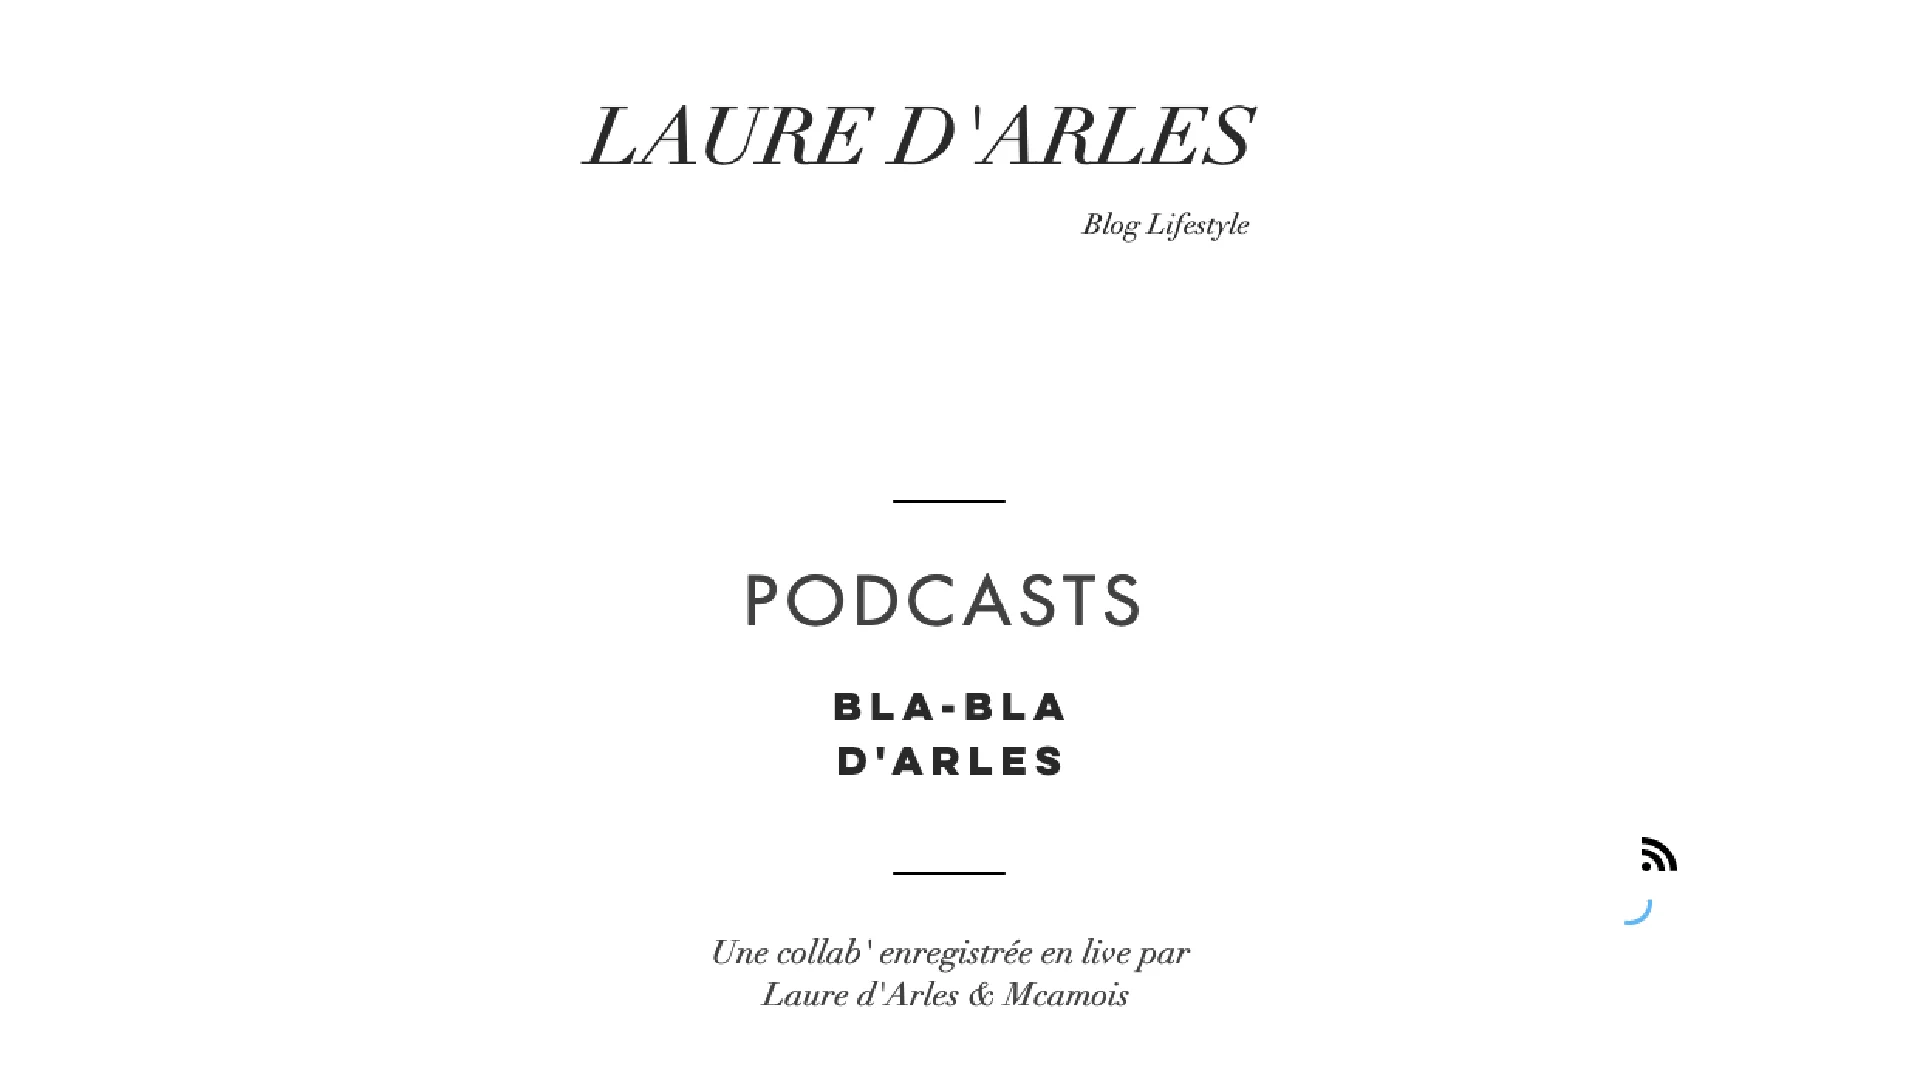 LAURE D'ARLES
Blog Lifestyle
PODCASTS
BLA-BLA
D'ARLES
Une collab' enregistrée en live par
Laure d'Arles & Mcamois